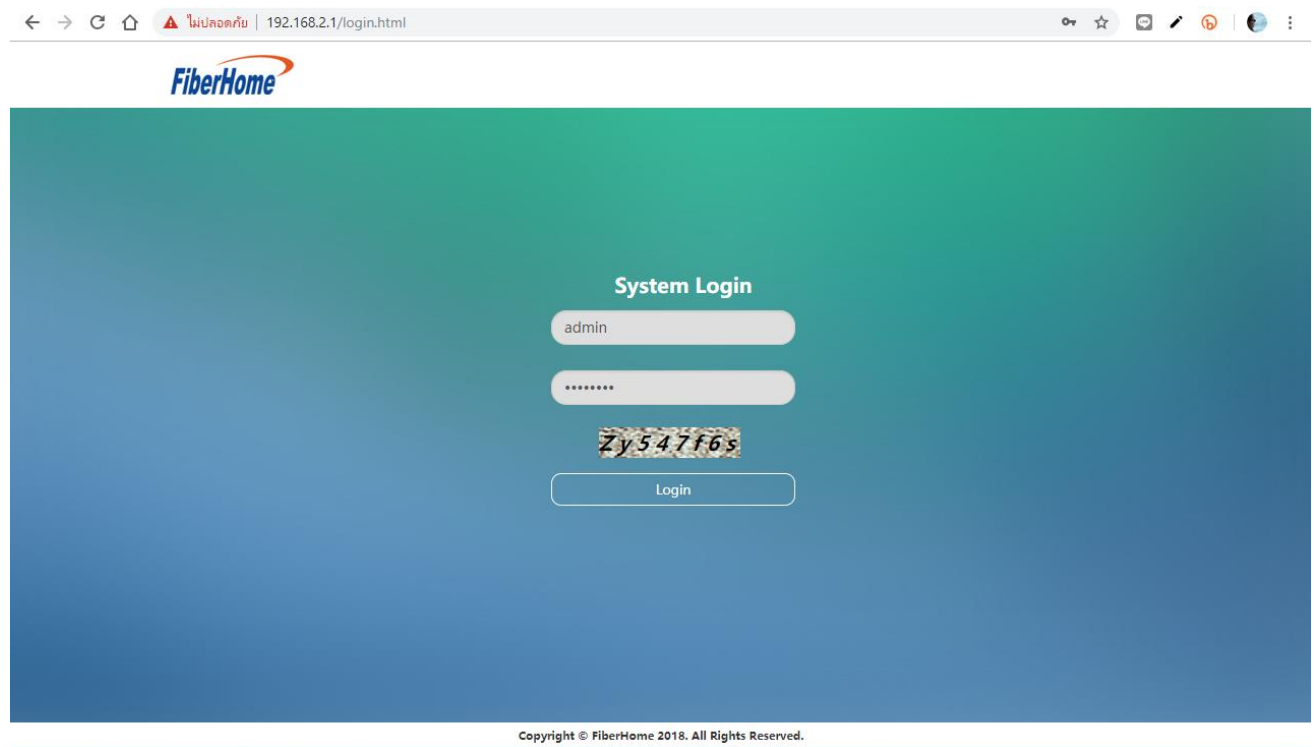 ไม่ปลอดภัย | 192.168.2.1/login.html
FiberHome
System Login
admin
••••••••
Zy547f6s
Login
Copyright © FiberHome 2018. All Rights Reserved.